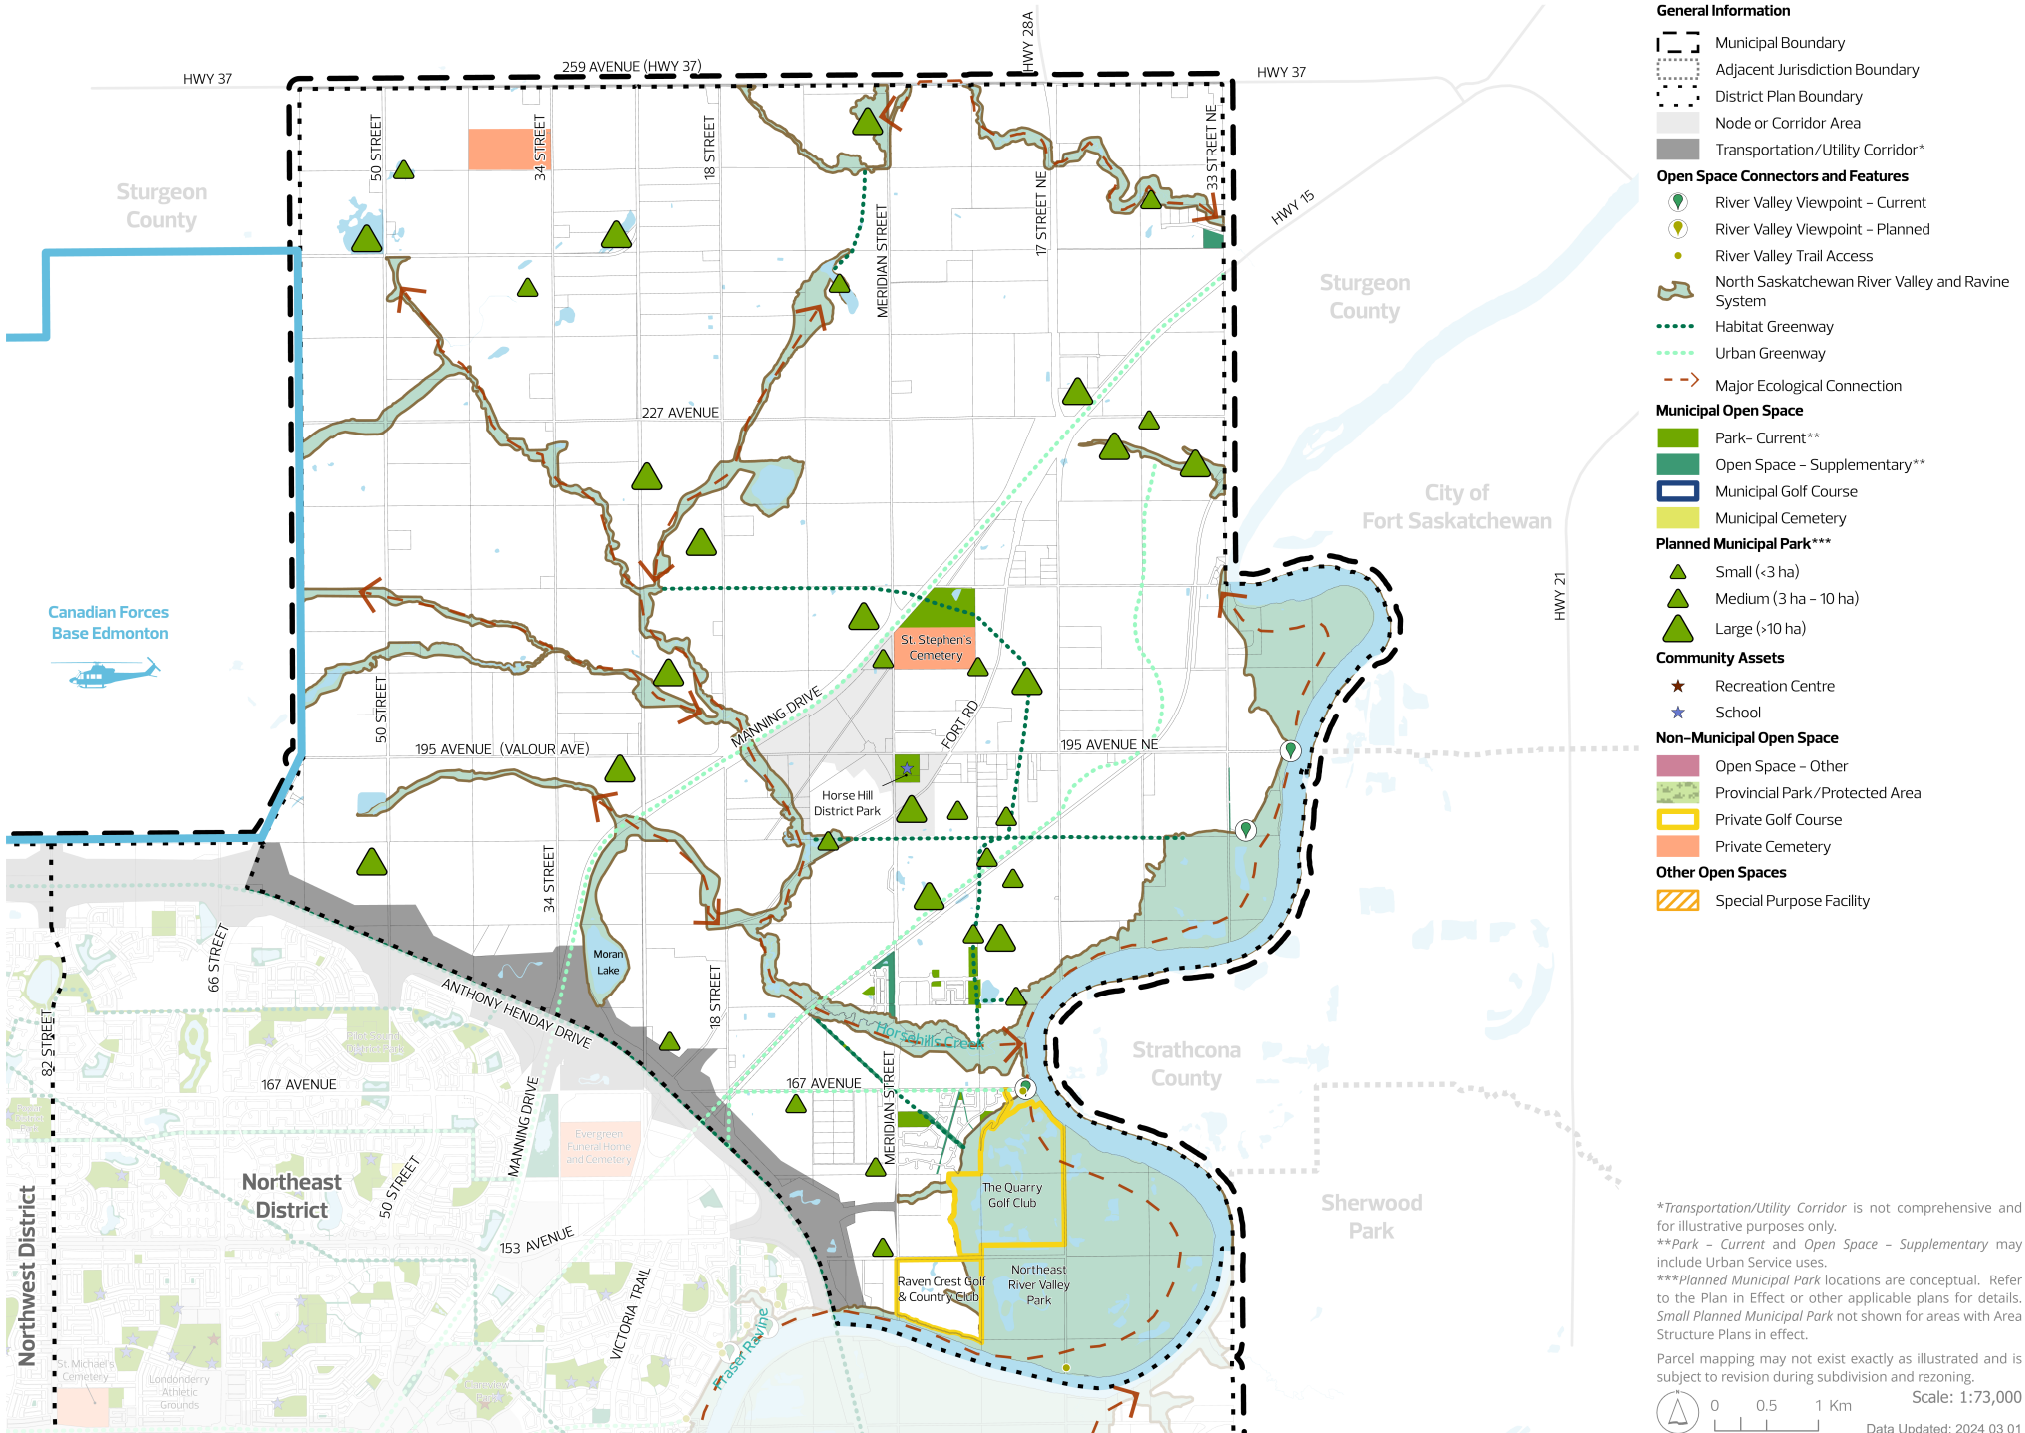 HWY 37
259 AVENUE (HWY 37)
HWY 28A
HWY 37
50 STREET
34 STREET
18 STREET
MERIDIAN STREET
17 STREET NE
33 STREET NE
HWY 15
Sturgeon
County
Sturgeon
County
227 AVENUE
City of
Fort Saskatchewan
HWY 21
Canadian Forces
Base Edmonton
St. Stephen's
Cemetery
50 STREET
MANNING DRIVE
FORT RD
195 AVENUE (VALOUR AVE)
195 AVENUE NE
Horse Hill
District Park
34 STREET
66 STREET
Moran
Lake
18 STREET
ANTHONY HENDAY DRIVE
82 STREET
Horsehills Creek
Strathcona
County
167 AVENUE
167 AVENUE
MERIDIAN STREET
MANNING DRIVE
Evergreen
Funeral Home
and Cemetery
Northeast
District
50 STREET
The Quarry
Golf Club
Sherwood
Park
153 AVENUE
Northwest District
VICTORIA TRAIL
Raven Crest Golf
& Country Club
Northeast
River Valley
Park
Fraser Ravine
St. Michael's
Cemetery
Londonderry
Athletic
Grounds
General Information
Municipal Boundary
Adjacent Jurisdiction Boundary
District Plan Boundary
Node or Corridor Area
Transportation/Utility Corridor*
Open Space Connectors and Features
River Valley Viewpoint - Current
River Valley Viewpoint - Planned
River Valley Trail Access
North Saskatchewan River Valley and Ravine
System
Habitat Greenway
Urban Greenway
Major Ecological Connection
Municipal Open Space
Park- Current**
Open Space - Supplementary**
Municipal Golf Course
Municipal Cemetery
Planned Municipal Park***
Small (<3 ha)
Medium (3 ha - 10 ha)
Large (>10 ha)
Community Assets
Recreation Centre
School
Non-Municipal Open Space
Open Space - Other
Provincial Park/Protected Area
Private Golf Course
Private Cemetery
Other Open Spaces
Special Purpose Facility
*Transportation/Utility Corridor is not comprehensive and
for illustrative purposes only.
**Park - Current and Open Space - Supplementary may
include Urban Service uses.
***Planned Municipal Park locations are conceptual. Refer
to the Plan in Effect or other applicable plans for details.
Small Planned Municipal Park not shown for areas with Area
Structure Plans in effect.
Parcel mapping may not exist exactly as illustrated and is
subject to revision during subdivision and rezoning.
N
Scale: 1:73,000
0 0.5 1 Km
Data Updated: 2024 03 01